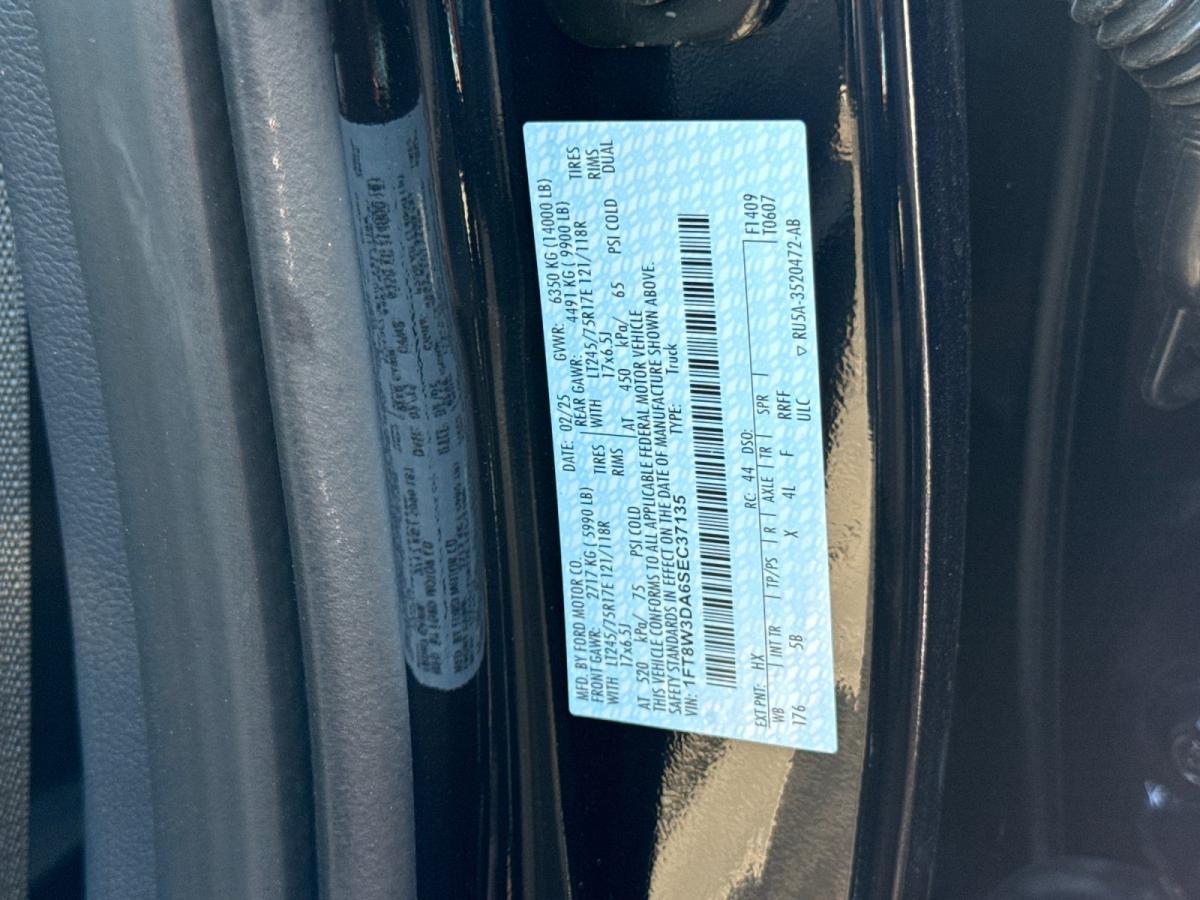 MFD. BY FORD MOTOR CO.
DATE: 02/25 GVWR: 6350 KG (14000 LB)
FRONT GAWR: 2717 KG ( 5990 LB) REAR GAWR: 4491 KG ( 9900 LB)
WITH LT245/75R17E 121/118R TIRES WITH LT245/75R17E 121/118R TIRES
17x6.5J RIMS 17x6.5J RIMS
AT 520 kPa/ 75 PSI COLD AT 450 kPa/ 65 PSI COLD DUAL
THIS VEHICLE CONFORMS TO ALL APPLICABLE FEDERAL MOTOR VEHICLE
SAFETY STANDARDS IN EFFECT ON THE DATE OF MANUFACTURE SHOWN ABOVE.
VIN: 1FT8W3DA6SEC37135 TYPE: Truck
F1409
EXT PNT: HX RC: 44 DSO: T0607
WB INT TR TP/PS R AXLE TR SPR
176 5B X 4L F RRFF
ULC ▽ RU5A-3520472-AB